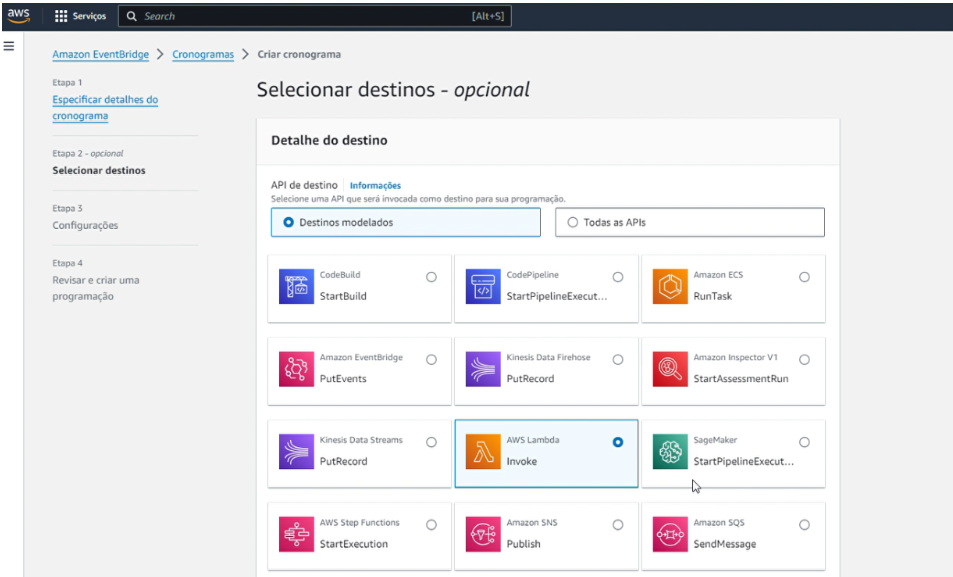 aws
Serviços
Search
[Alt+S]
Amazon EventBridge > Cronogramas > Criar cronograma
Etapa 1
Especificar detalhes do
cronograma
Etapa 2 - opcional
Selecionar destinos
Etapa 3
Configurações
Etapa 4
Revisar e criar uma
programação
Selecionar destinos - opcional
Detalhe do destino
API de destino | Informações
Selecione uma API que será invocada como destino para sua programação.
Destinos modelados
Todas as APIs
CodeBuild
StartBuild
CodePipeline
StartPipelineExecut...
Amazon ECS
RunTask
Amazon EventBridge
PutEvents
Kinesis Data Firehose
PutRecord
Amazon Inspector V1
StartAssessmentRun
Kinesis Data Streams
PutRecord
AWS Lambda
Invoke
SageMaker
StartPipelineExecut...
AWS Step Functions
StartExecution
Amazon SNS
Publish
Amazon SQS
SendMessage